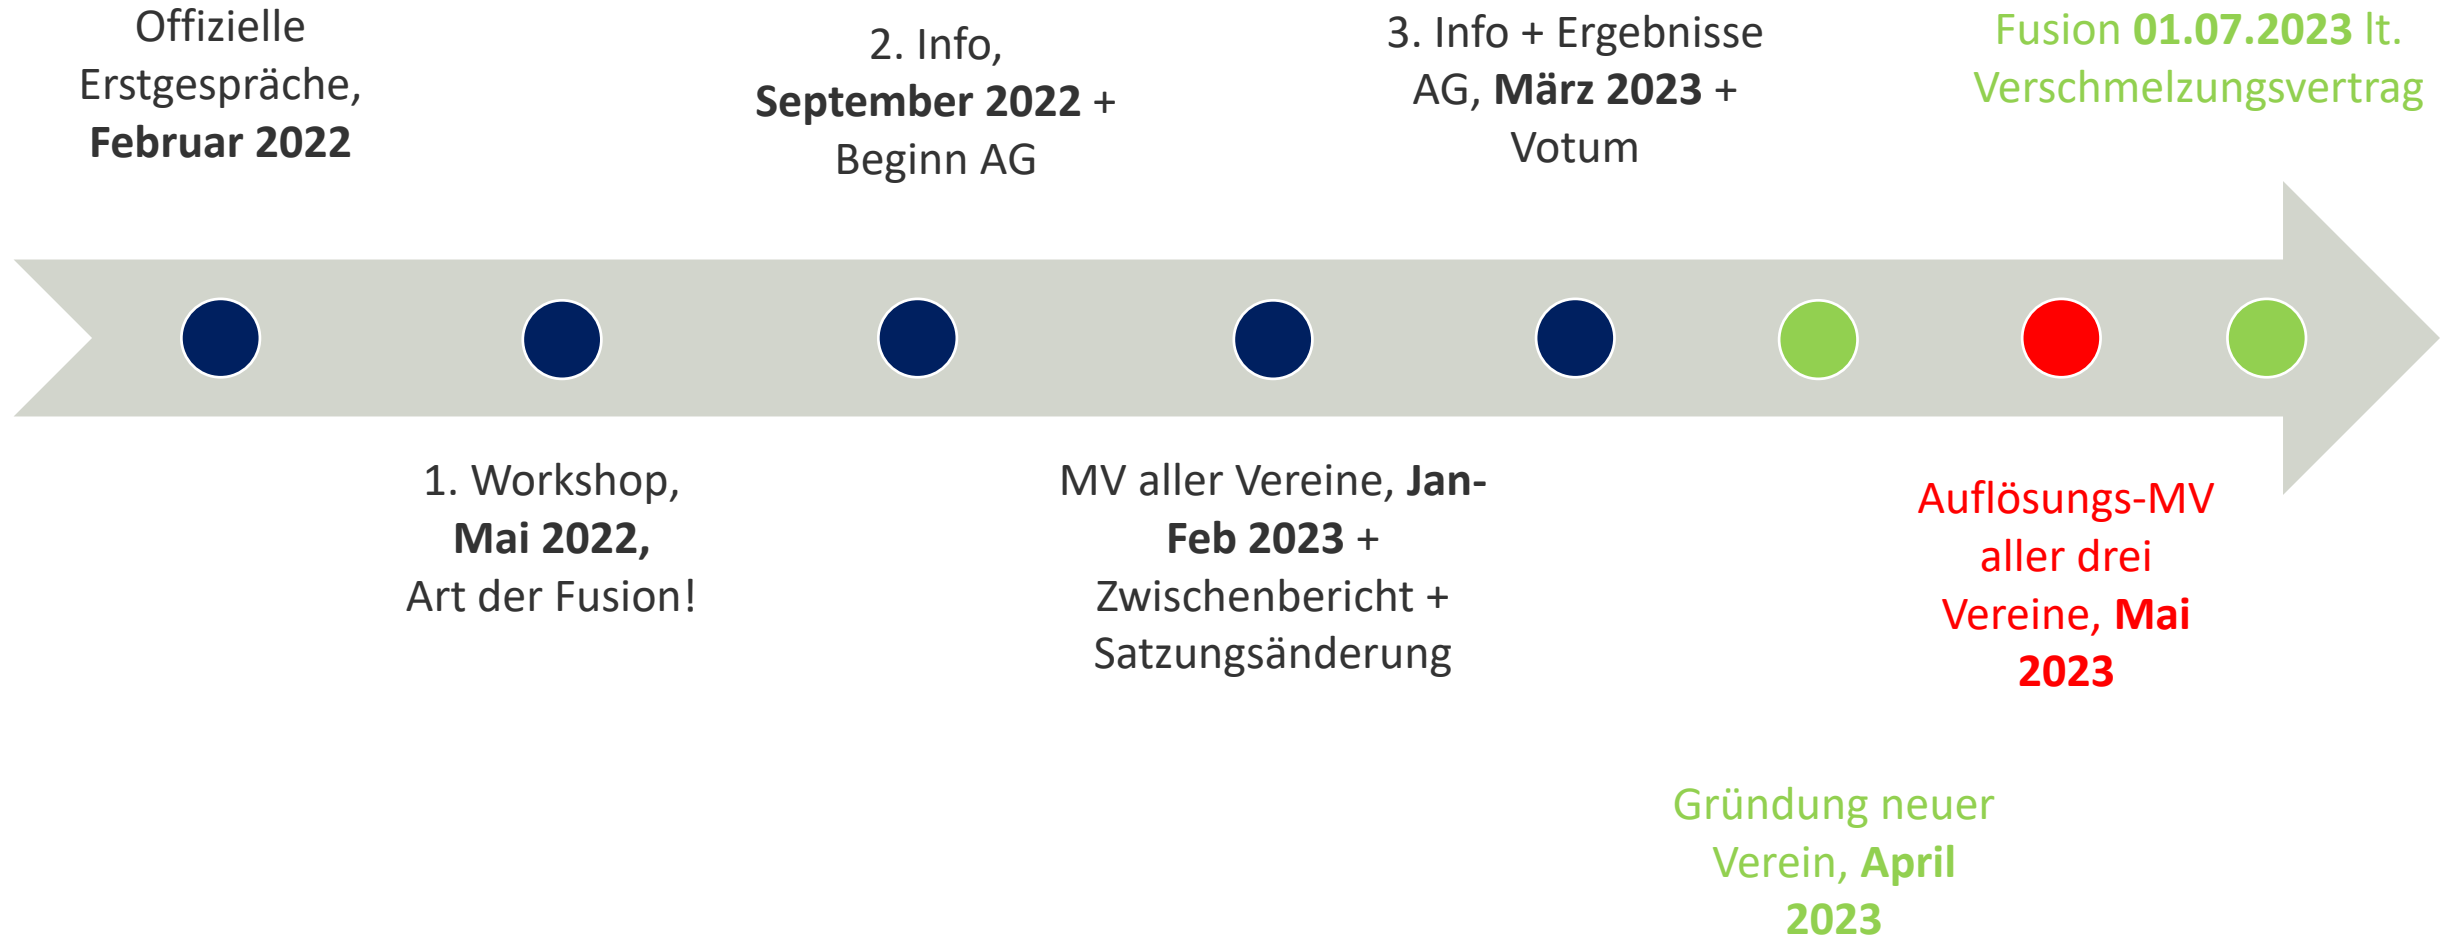 Offizielle
Erstgespräche,
Februar 2022
1. Workshop,
Mai 2022,
Art der Fusion!
2. Info,
September 2022 +
Beginn AG
MV aller Vereine, Jan-
Feb 2023 +
Zwischenbericht +
Satzungsänderung
3. Info + Ergebnisse
AG, März 2023 +
Votum
Gründung neuer
Verein, April
2023
Auflösungs-MV
aller drei
Vereine, Mai
2023
Fusion 01.07.2023 lt.
Verschmelzungsvertrag